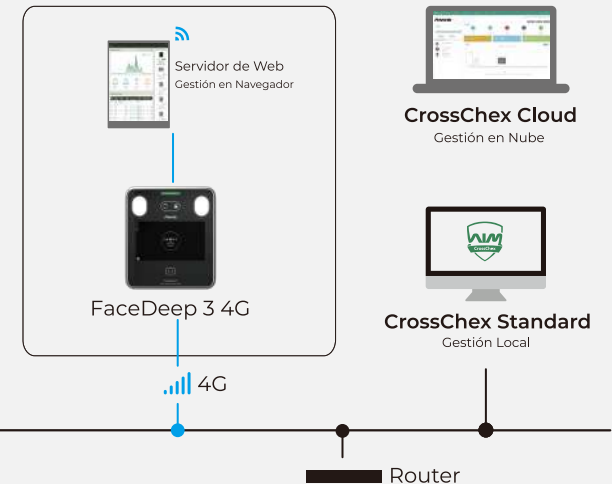 Servidor de Web
Gestión en Navegador
CrossChex Cloud
Gestión en Nube
CrossChex
FaceDeep 3 4G
CrossChex Standard
Gestión Local
4G
Router